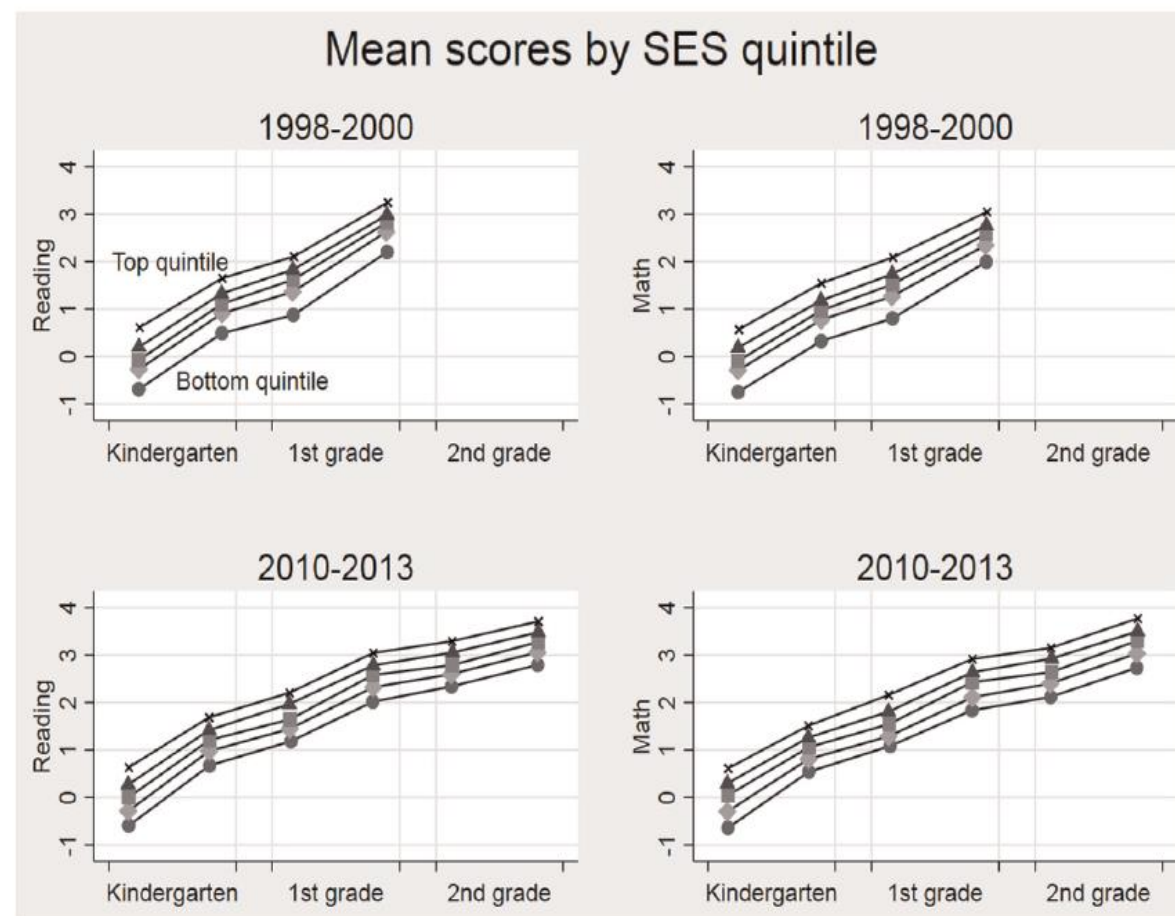 Mean scores by SES quintile
1998-2000
Reading
4
3
2
1
0
-1
Top quintile
Bottom quintile
Kindergarten 1st grade 2nd grade
1998-2000
Math
4
3
2
1
0
-1
Kindergarten 1st grade 2nd grade
2010-2013
Reading
4
3
2
1
0
-1
Kindergarten 1st grade 2nd grade
2010-2013
Math
4
3
2
1
0
-1
Kindergarten 1st grade 2nd grade